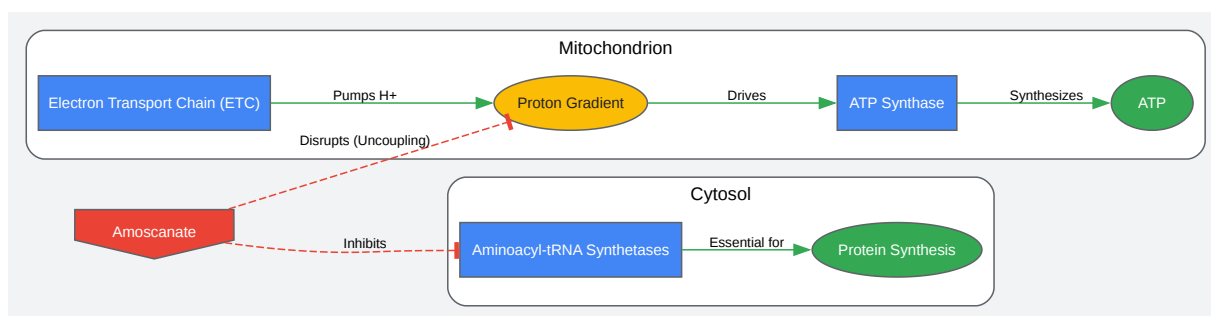 Mitochondrion
Electron Transport Chain (ETC)
Pumps H+
Proton Gradient
Drives
ATP Synthase
Synthesizes
ATP
Disrupts (Uncoupling)
Cytosol
Amoscanate
Inhibits
Aminoacyl-tRNA Synthetases
Essential for
Protein Synthesis